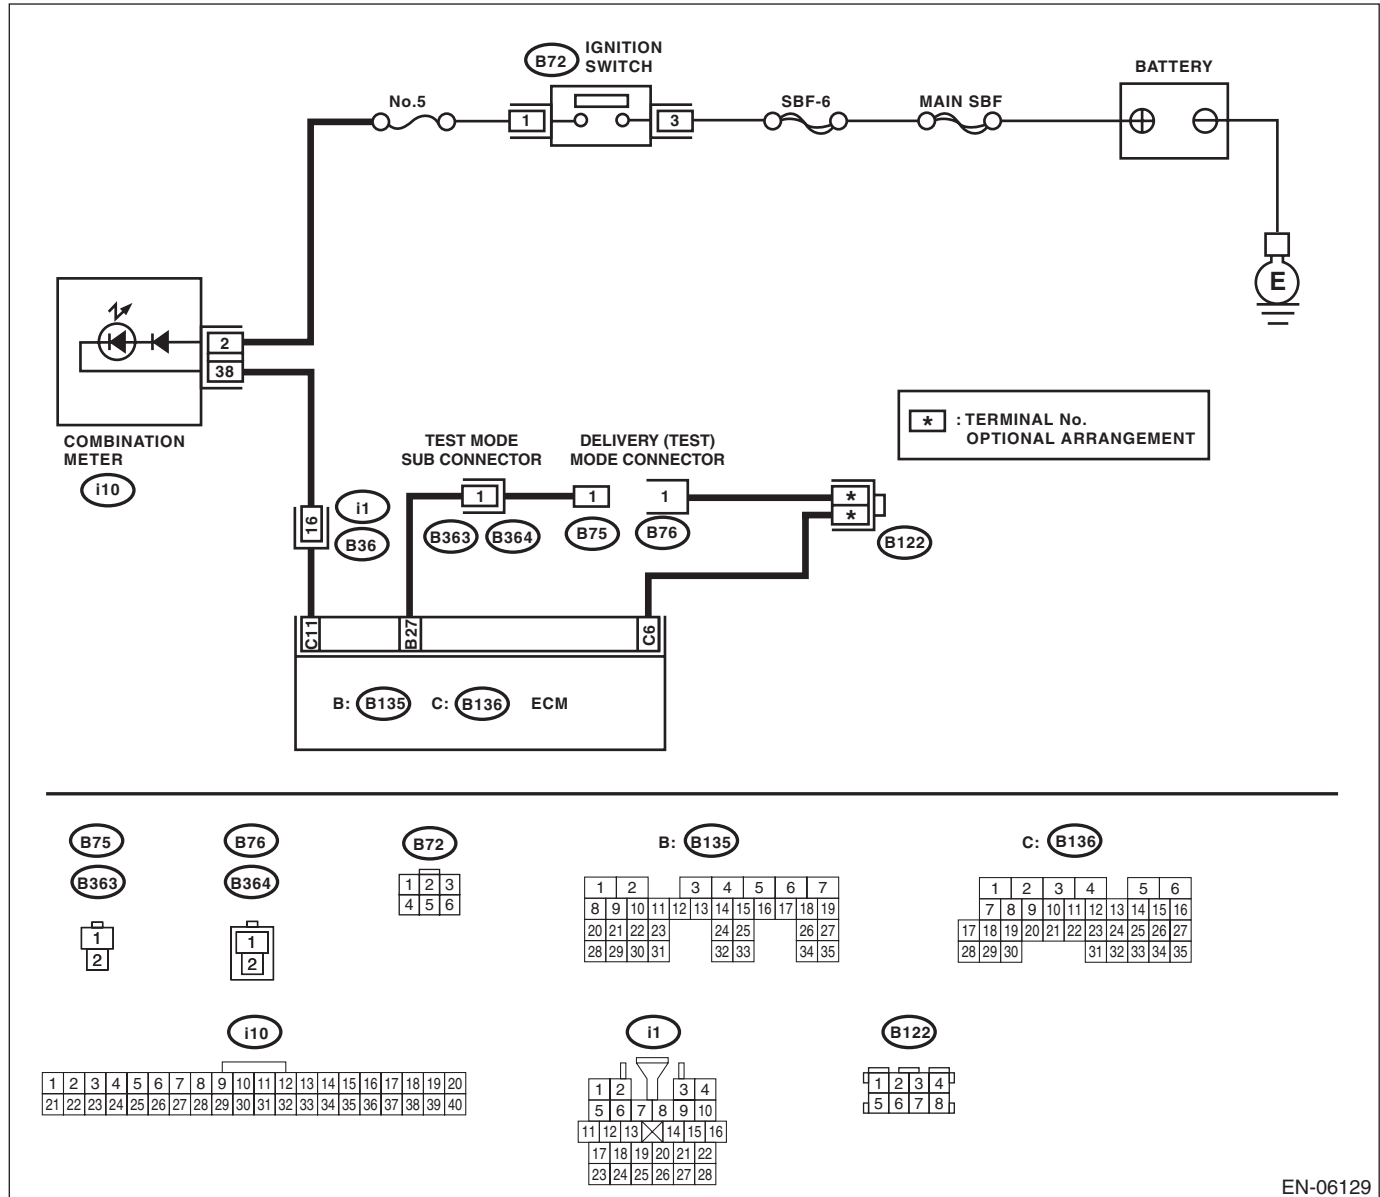 IGNITION
SWITCH
B72
BATTERY
No.5
SBF-6
MAIN SBF
1
3
E
2
38
* : TERMINAL No.
OPTIONAL ARRANGEMENT
COMBINATION
METER
i10
TEST MODE
SUB CONNECTOR
DELIVERY (TEST)
MODE CONNECTOR
1
1
1
*
*
16
i1
B36
B363
B364
B75
B76
B122
C11
B27
C6
B: B135 C: B136 ECM
B75
B363
1
2
B76
B364
1
2
B72
1 2 3
4 5 6
B: B135
1 2 3 4 5 6 7
8 9 10 11 12 13 14 15 16 17 18 19
20 21 22 23 24 25 26 27
28 29 30 31 32 33 34 35
C: B136
1 2 3 4 5 6
7 8 9 10 11 12 13 14 15 16
17 18 19 20 21 22 23 24 25 26 27
28 29 30 31 32 33 34 35
i10
1 2 3 4 5 6 7 8 9 10 11 12 13 14 15 16 17 18 19 20
21 22 23 24 25 26 27 28 29 30 31 32 33 34 35 36 37 38 39 40
i1
1 2 3 4
5 6 7 8 9 10
11 12 13 14 15 16
17 18 19 20 21 22
23 24 25 26 27 28
B122
1 2 3 4
5 6 7 8
EN-06129